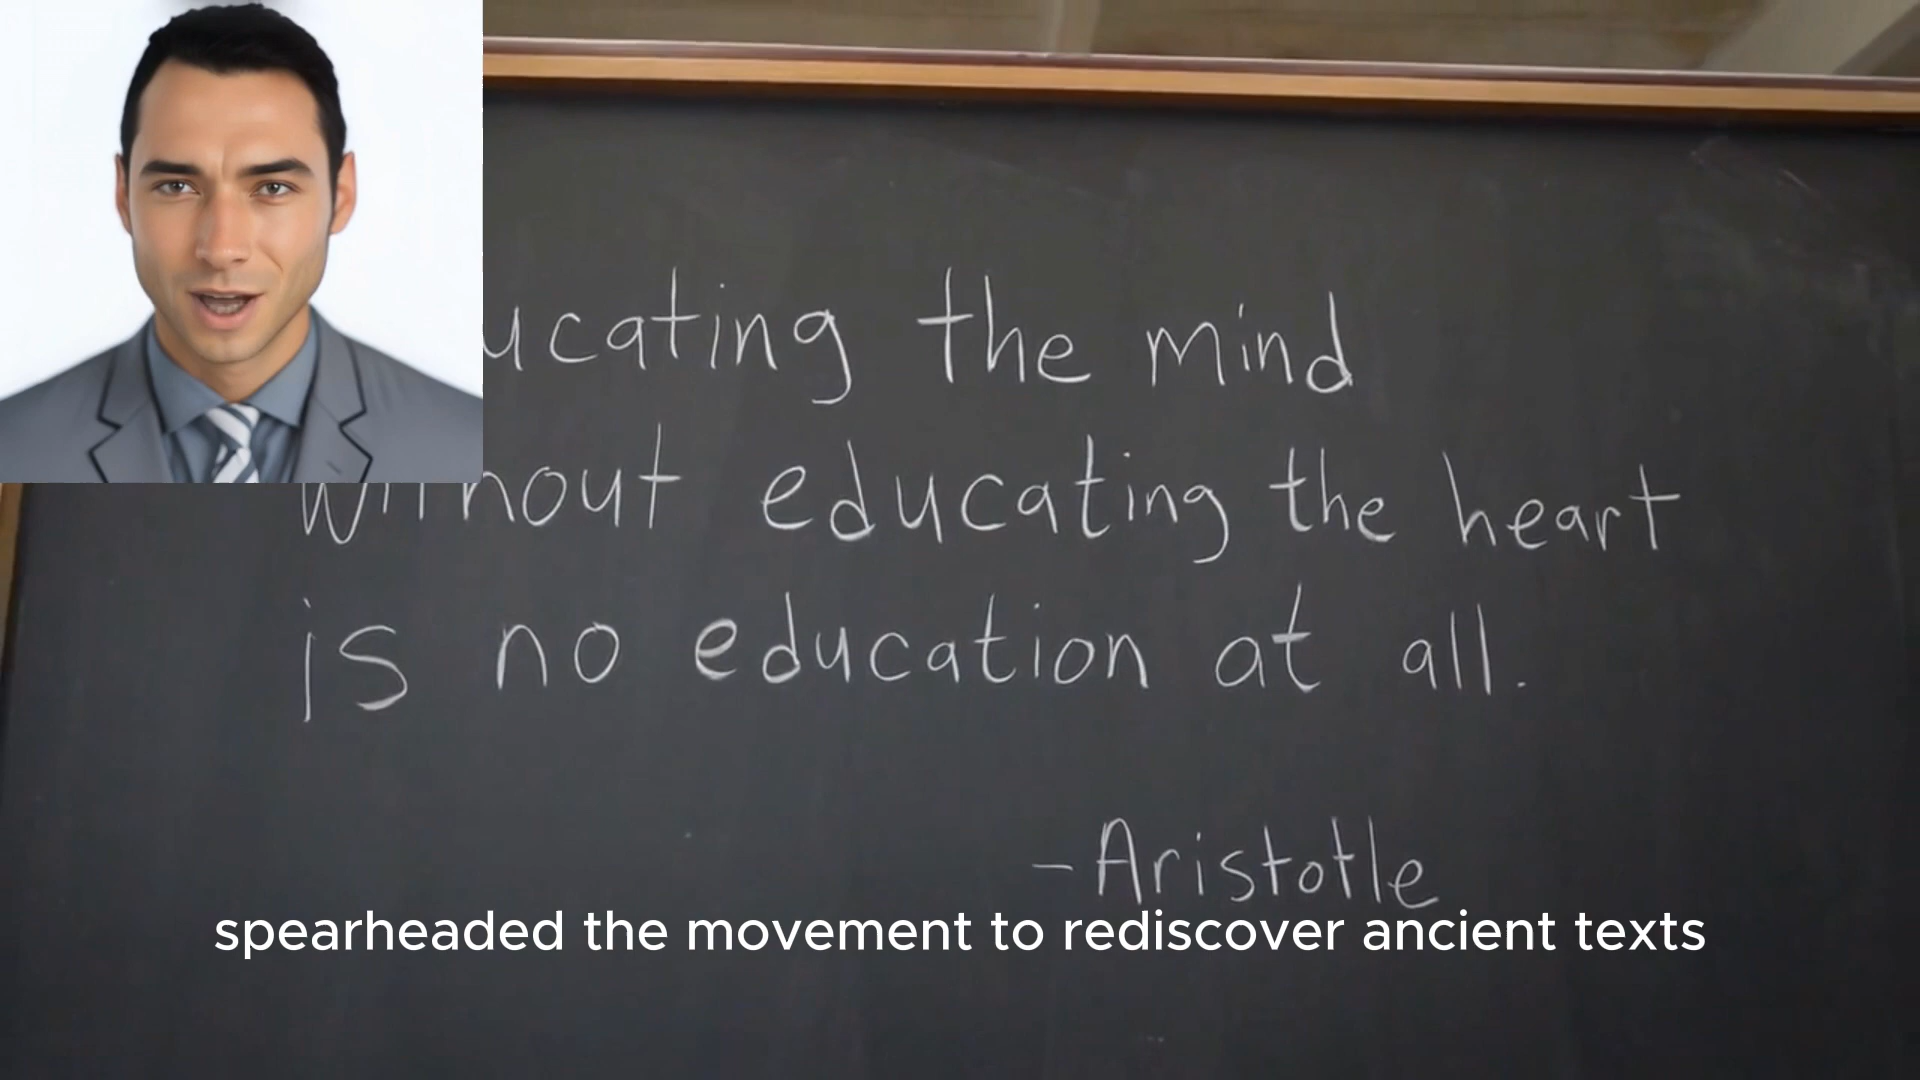 ucating the mind
without educating the heart
is no education at all.
-Aristotle
spearheaded the movement to rediscover ancient texts